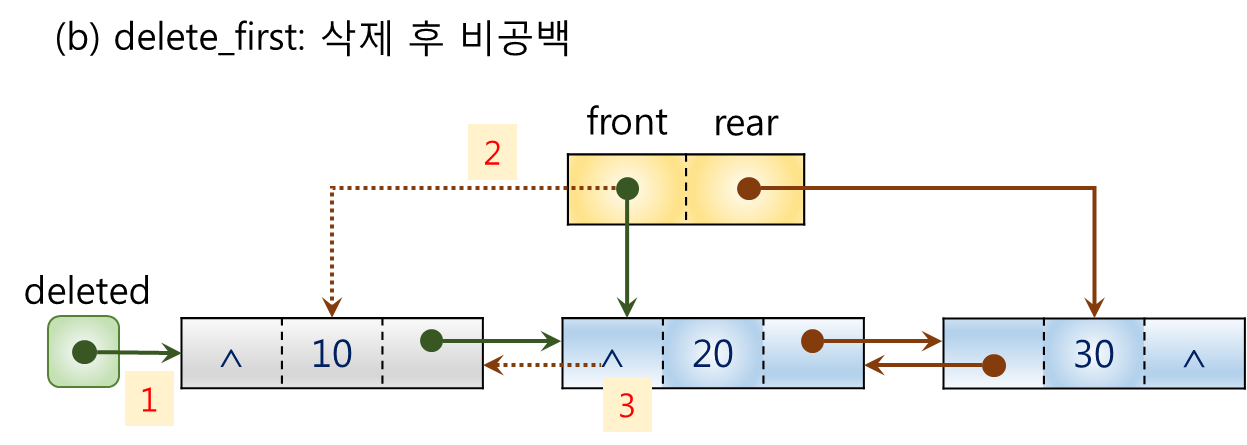 (b) delete_first: 삭제 후 비공백
front rear
2
deleted
^ 10 ^ 20 30 ^
1 3